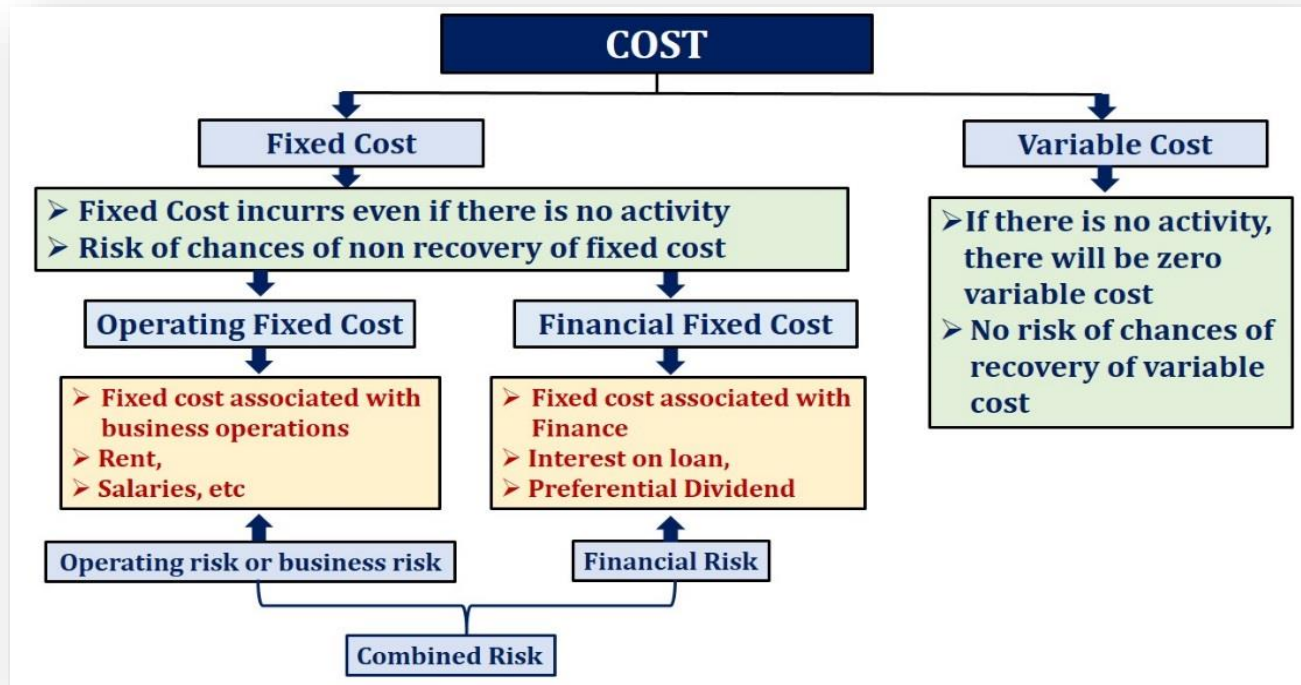 COST
Fixed Cost
Variable Cost
➢ Fixed Cost incurrs even if there is no activity
➢ Risk of chances of non recovery of fixed cost
➢If there is no activity,
there will be zero
variable cost
➢ No risk of chances of
recovery of variable
cost
Operating Fixed Cost
Financial Fixed Cost
➢ Fixed cost associated with
business operations
➢ Rent,
➢ Salaries, etc
➢ Fixed cost associated with
Finance
➢ Interest on loan,
➢ Preferential Dividend
Operating risk or business risk
Financial Risk
Combined Risk